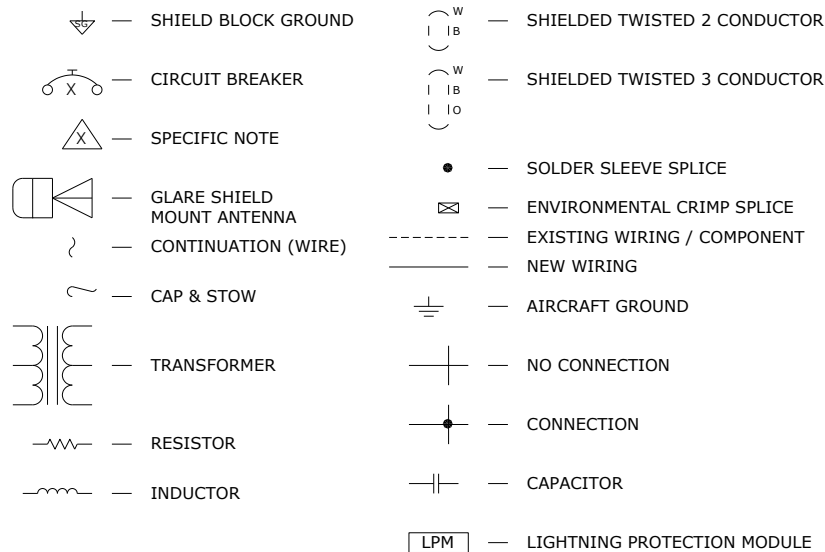 SG — SHIELD BLOCK GROUND
X — CIRCUIT BREAKER
X — SPECIFIC NOTE
— GLARE SHIELD
MOUNT ANTENNA
— CONTINUATION (WIRE)
— CAP & STOW
— TRANSFORMER
— RESISTOR
— INDUCTOR
W — SHIELDED TWISTED 2 CONDUCTOR
B
W — SHIELDED TWISTED 3 CONDUCTOR
B
O
— SOLDER SLEEVE SPLICE
— ENVIRONMENTAL CRIMP SPLICE
— EXISTING WIRING / COMPONENT
— NEW WIRING
— AIRCRAFT GROUND
— NO CONNECTION
— CONNECTION
— CAPACITOR
LPM — LIGHTNING PROTECTION MODULE